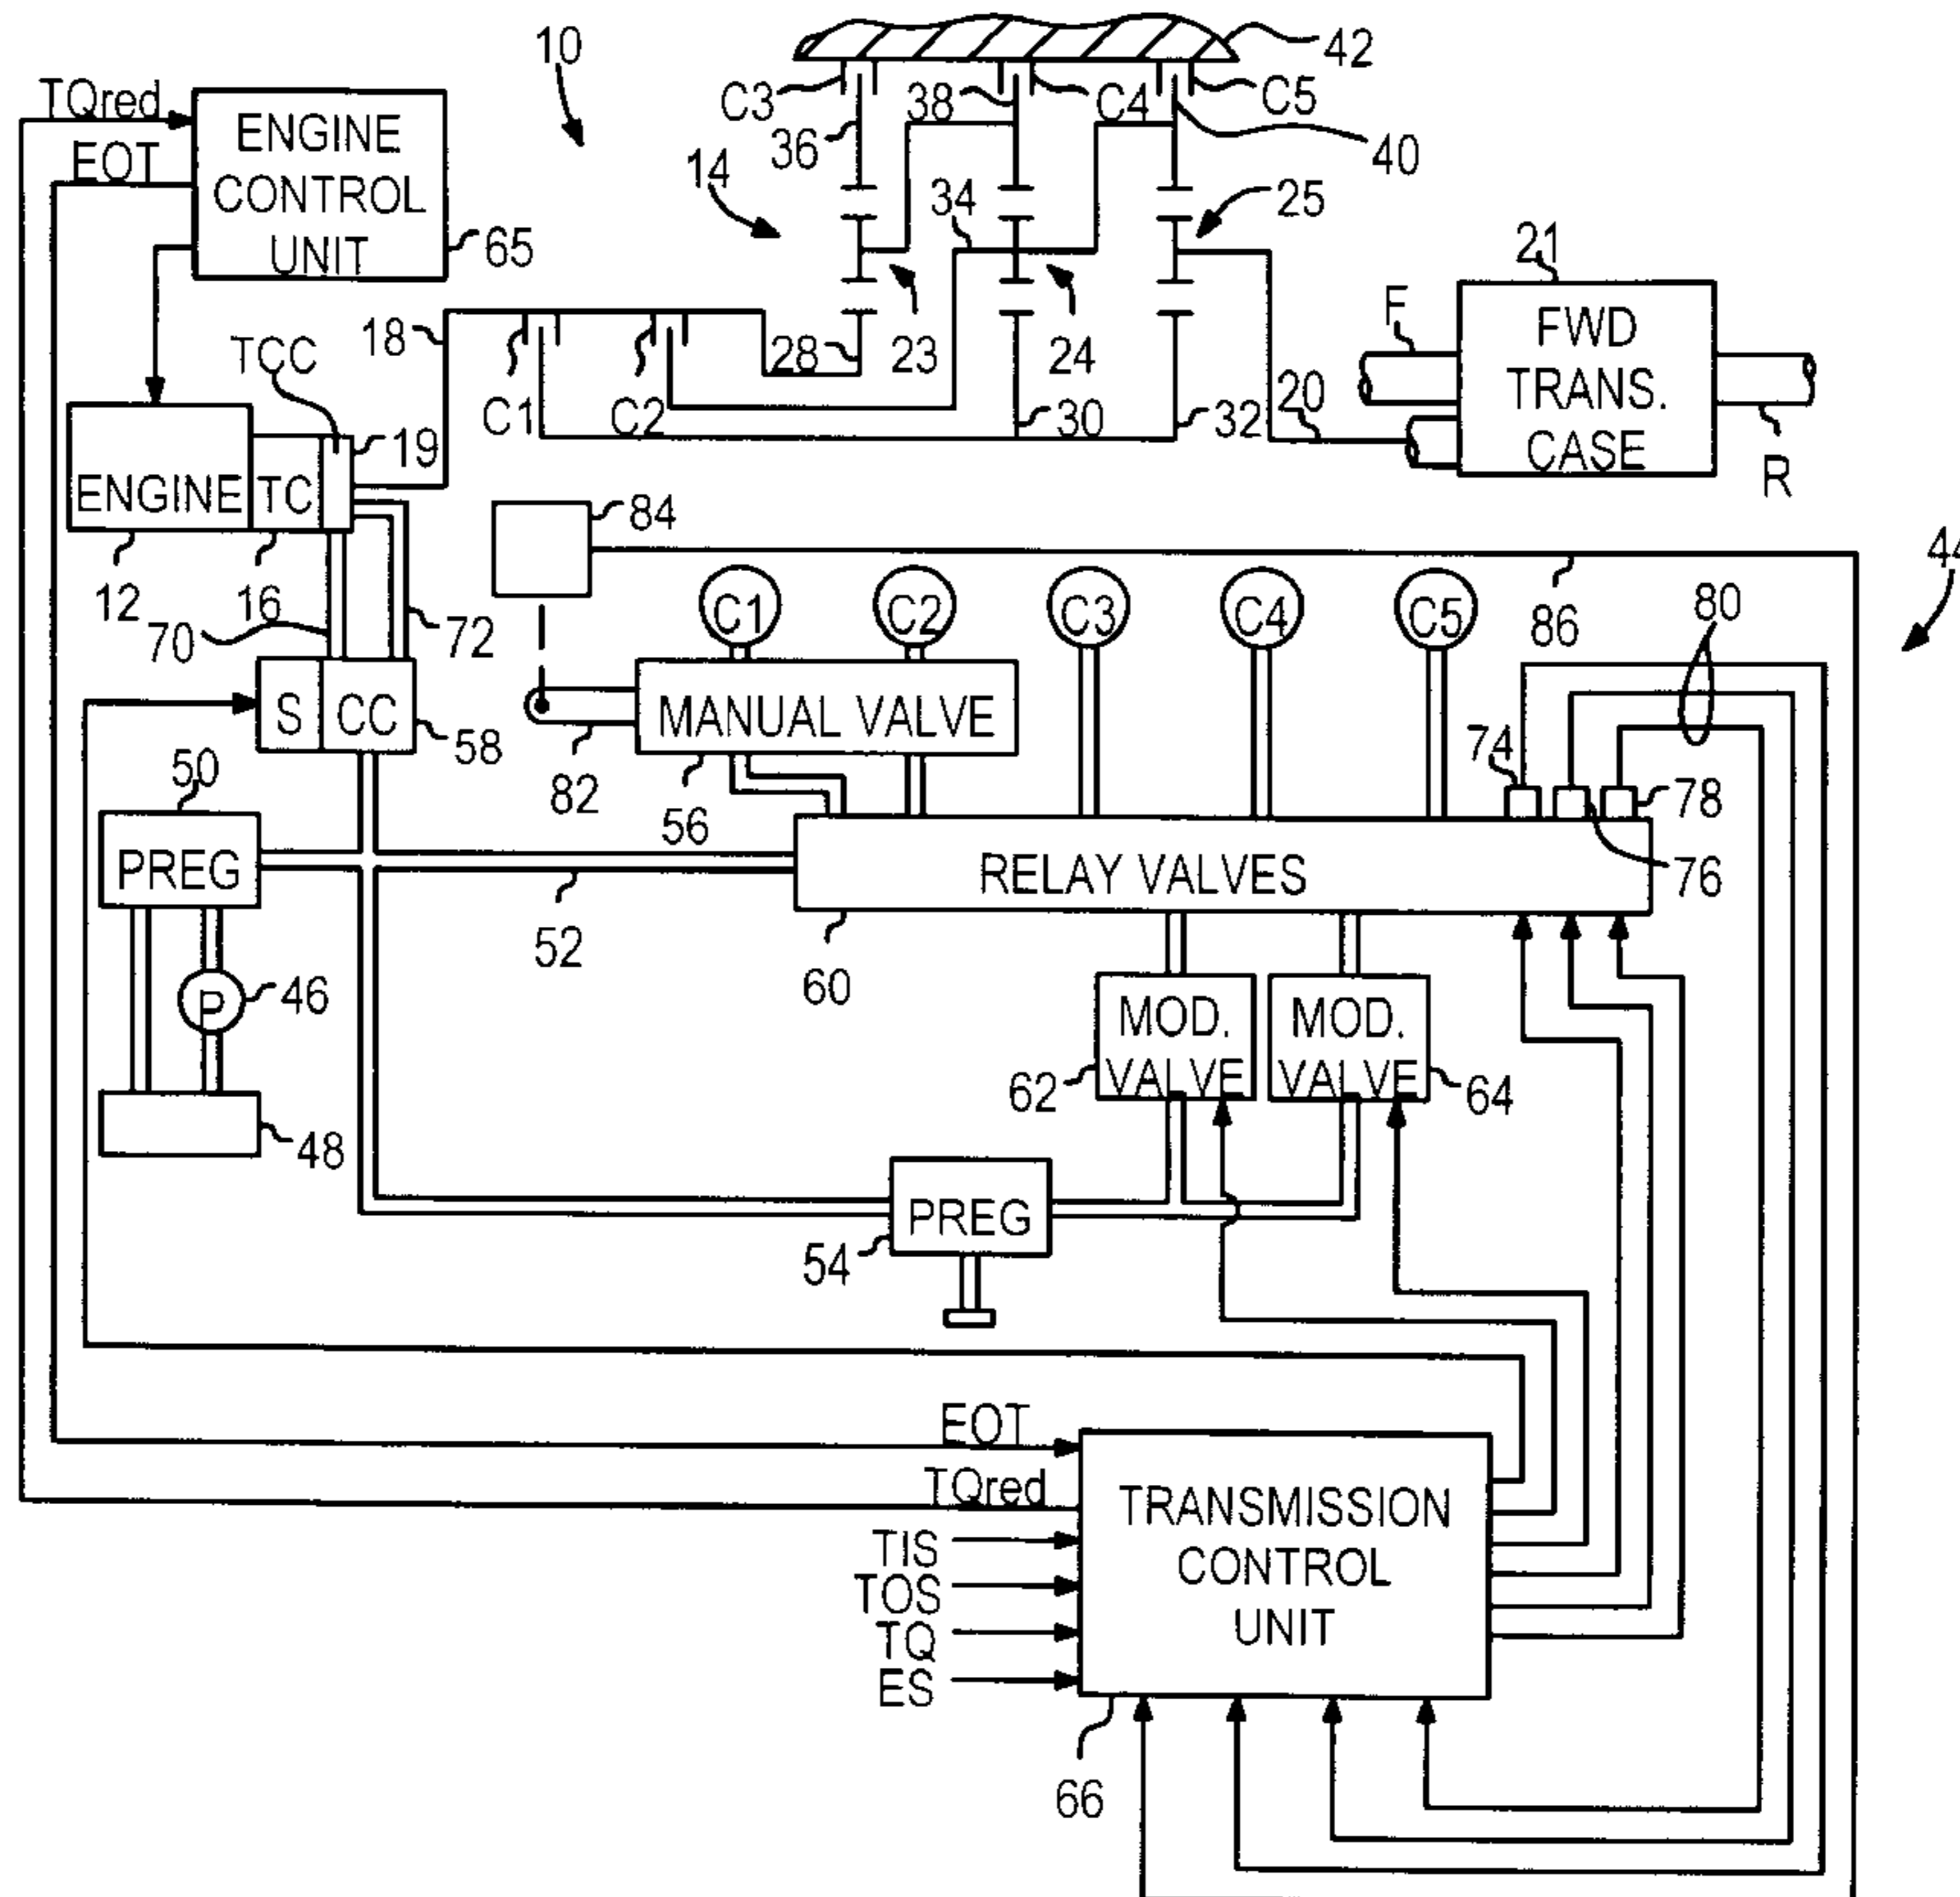 10
42
TQred
ENGINE
CONTROL
UNIT
EOT
65
C3
38
C4
C5
36
40
14
34
25
21
FWD
TRANS.
CASE
F
R
18
TCC
28
23
24
20
C1
C2
30
32
19
ENGINE
TC
12
16
84
44
70
72
C1
C2
C3
C4
C5
86
80
S
CC
58
MANUAL VALVE
82
56
74
78
76
50
PREG
52
RELAY VALVES
60
P
46
48
MOD.
VALVE
MOD.
VALVE
62
64
PREG
54
EOT
TQred
TIS
TOS
TQ
ES
TRANSMISSION
CONTROL
UNIT
66